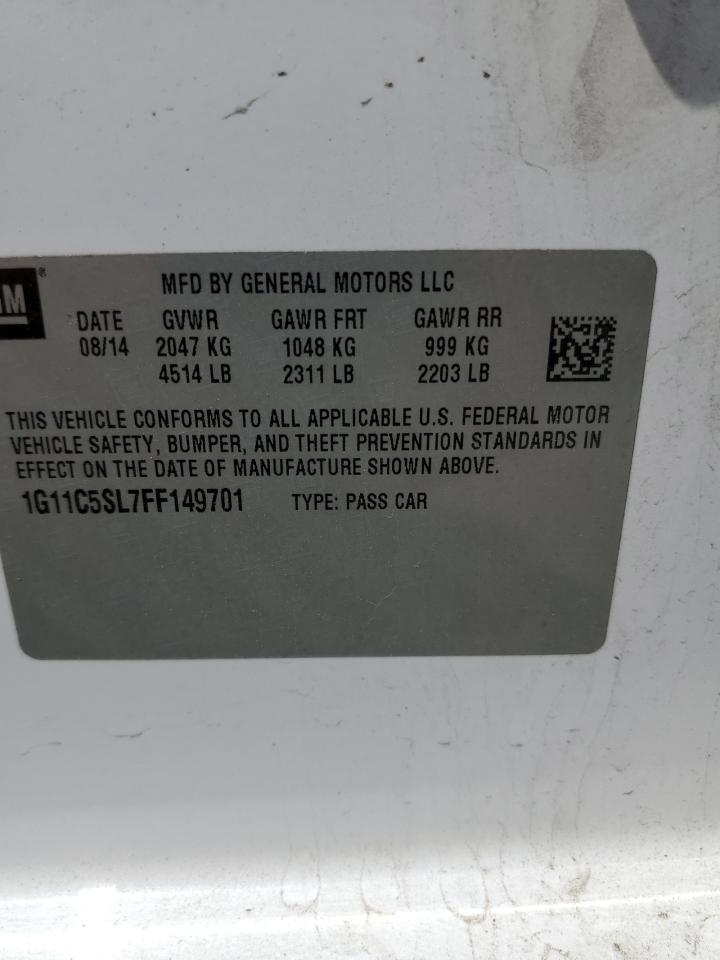 MFD BY GENERAL MOTORS LLC
DATE GVWR GAWR FRT GAWR RR
08/14 2047 KG 1048 KG 999 KG
4514 LB 2311 LB 2203 LB
THIS VEHICLE CONFORMS TO ALL APPLICABLE U.S. FEDERAL MOTOR
VEHICLE SAFETY, BUMPER, AND THEFT PREVENTION STANDARDS IN
EFFECT ON THE DATE OF MANUFACTURE SHOWN ABOVE.
1G11C5SL7FF149701 TYPE: PASS CAR